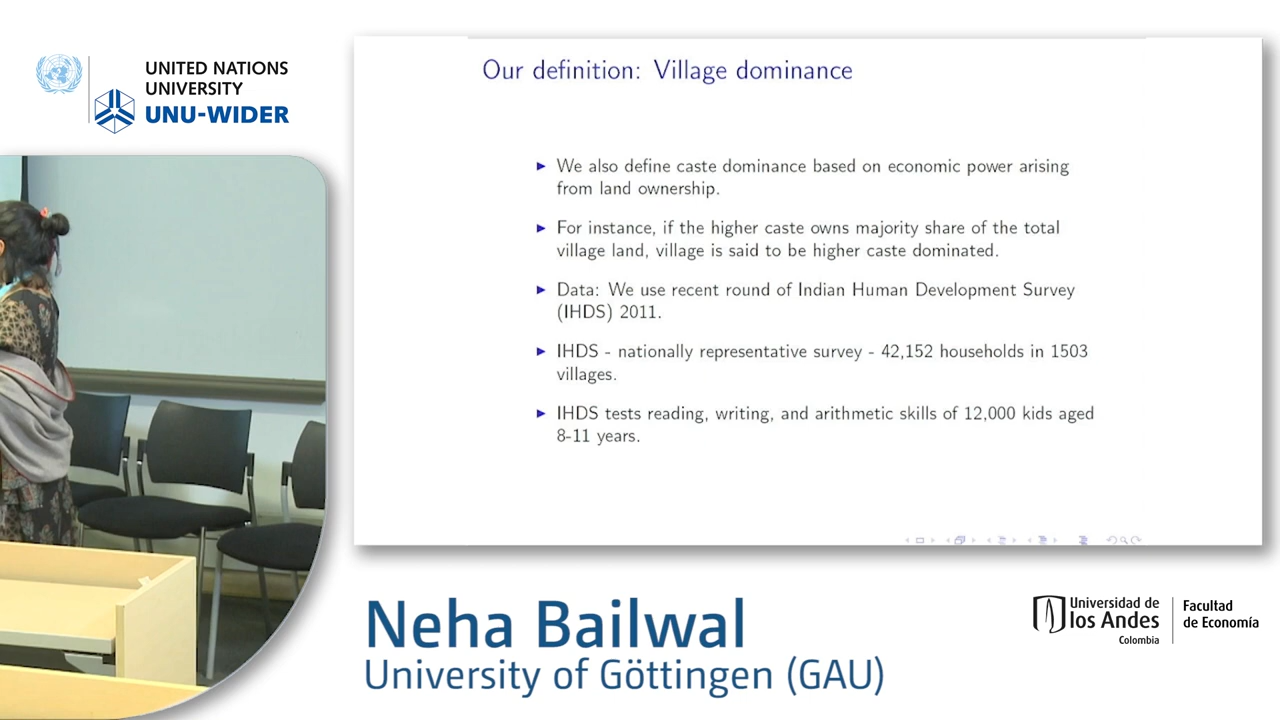 UNITED NATIONS
UNIVERSITY
UNU-WIDER
Our definition: Village dominance
We also define caste dominance based on economic power arising
from land ownership.
For instance, if the higher caste owns majority share of the total
village land, village is said to be higher caste dominated.
Data: We use recent round of Indian Human Development Survey
(IHDS) 2011.
IHDS - nationally representative survey - 42,152 households in 1503
villages.
IHDS tests reading, writing, and arithmetic skills of 12,000 kids aged
8-11 years.
Neha Bailwal
University of Göttingen (GAU)
Universidad de
los Andes
Colombia
Facultad
de Economía